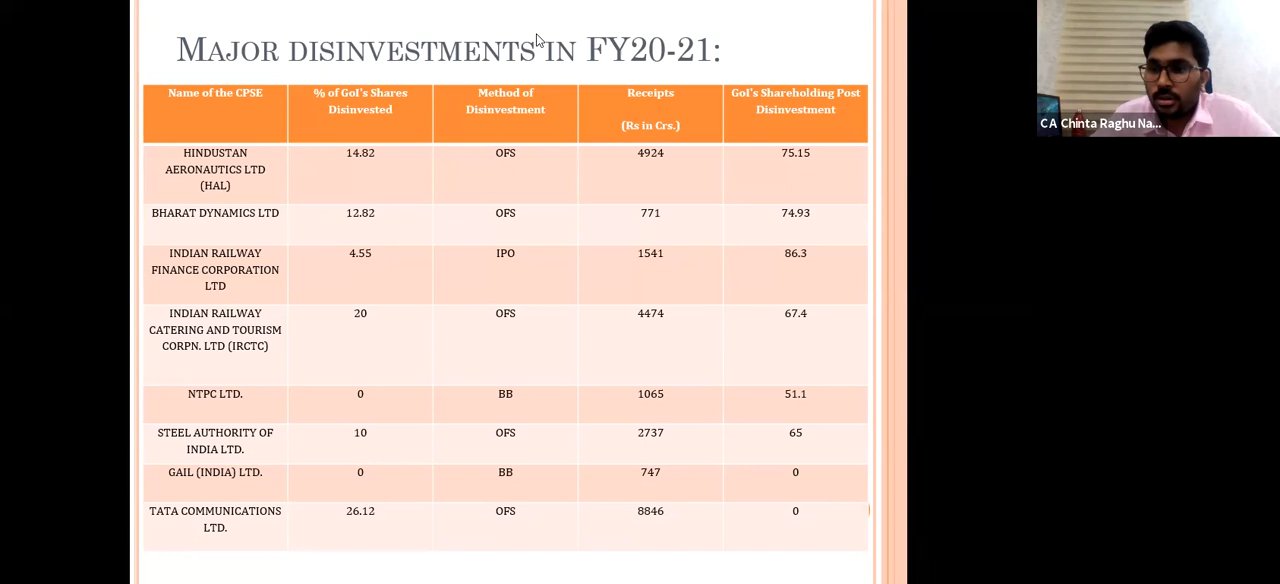 MAJOR DISINVESTMENTS IN FY20-21:
Name of the CPSE
% of GoI's Shares
Disinvested
Method of
Disinvestment
Receipts
(Rs in Crs.)
GoI's Shareholding Post
Disinvestment
HINDUSTAN
AERONAUTICS LTD
(HAL)
14.82
OFS
4924
75.15
BHARAT DYNAMICS LTD
12.82
OFS
771
74.93
INDIAN RAILWAY
FINANCE CORPORATION
LTD
4.55
IPO
1541
86.3
INDIAN RAILWAY
CATERING AND TOURISM
CORPN. LTD (IRCTC)
20
OFS
4474
67.4
NTPC LTD.
0
BB
1065
51.1
STEEL AUTHORITY OF
INDIA LTD.
10
OFS
2737
65
GAIL (INDIA) LTD.
0
BB
747
0
TATA COMMUNICATIONS
LTD.
26.12
OFS
8846
0
C A Chinta Raghu Na...